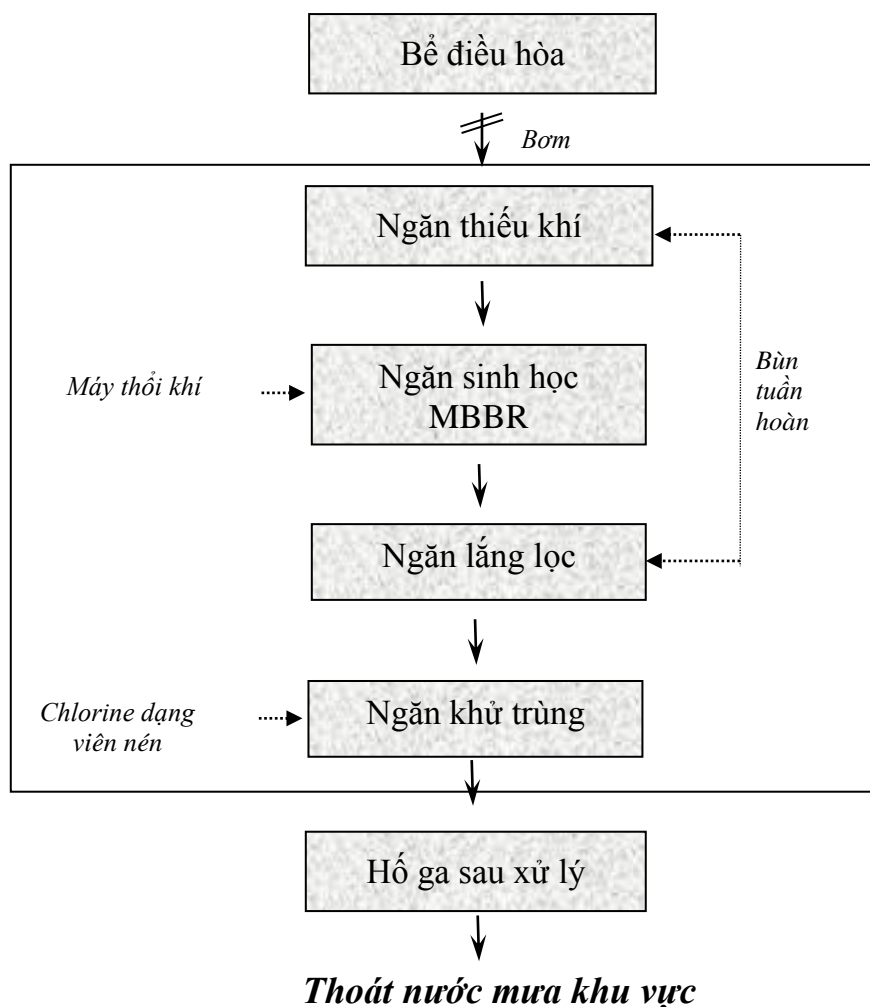 Bể điều hòa
Bơm
Ngăn thiếu khí
Máy thổi khí
Ngăn sinh học
MBBR
Bùn
tuần
hoàn
Ngăn lắng lọc
Chlorine dạng
viên nén
Ngăn khử trùng
Hố ga sau xử lý
Thoát nước mưa khu vực